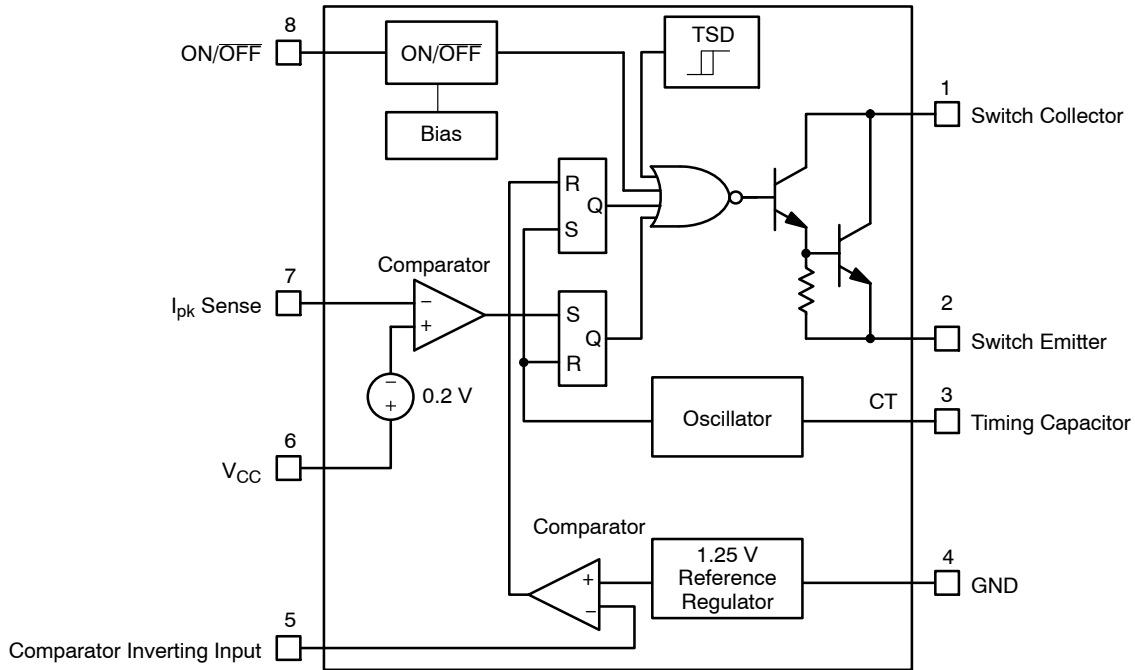 8
ON/OFF
ON/OFF
TSD
Bias
1
Switch Collector
R
Q
S
Comparator
7
Ipk Sense
−
+
S
Q
R
2
Switch Emitter
−
+
0.2 V
Oscillator
CT
3
Timing Capacitor
6
VCC
Comparator
+
−
1.25 V
Reference
Regulator
4
GND
5
Comparator Inverting Input